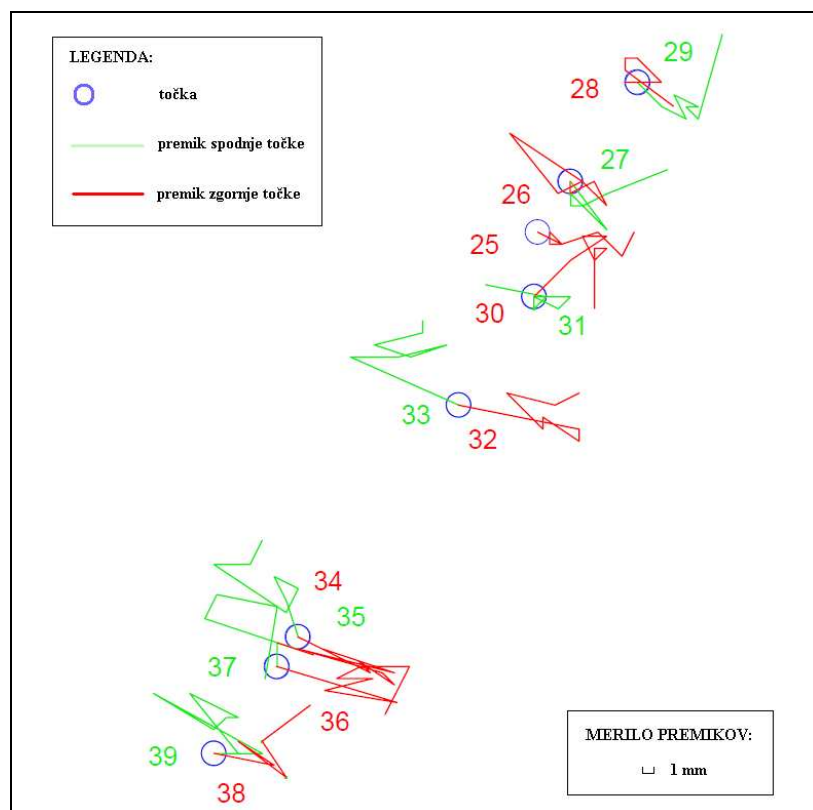 LEGENDA:
točka
premik spodnje točke
premik zgornje točke
29
28
27
26
25
30
31
33
32
34
35
37
36
39
38
MERILO PREMIKOV:
1 mm